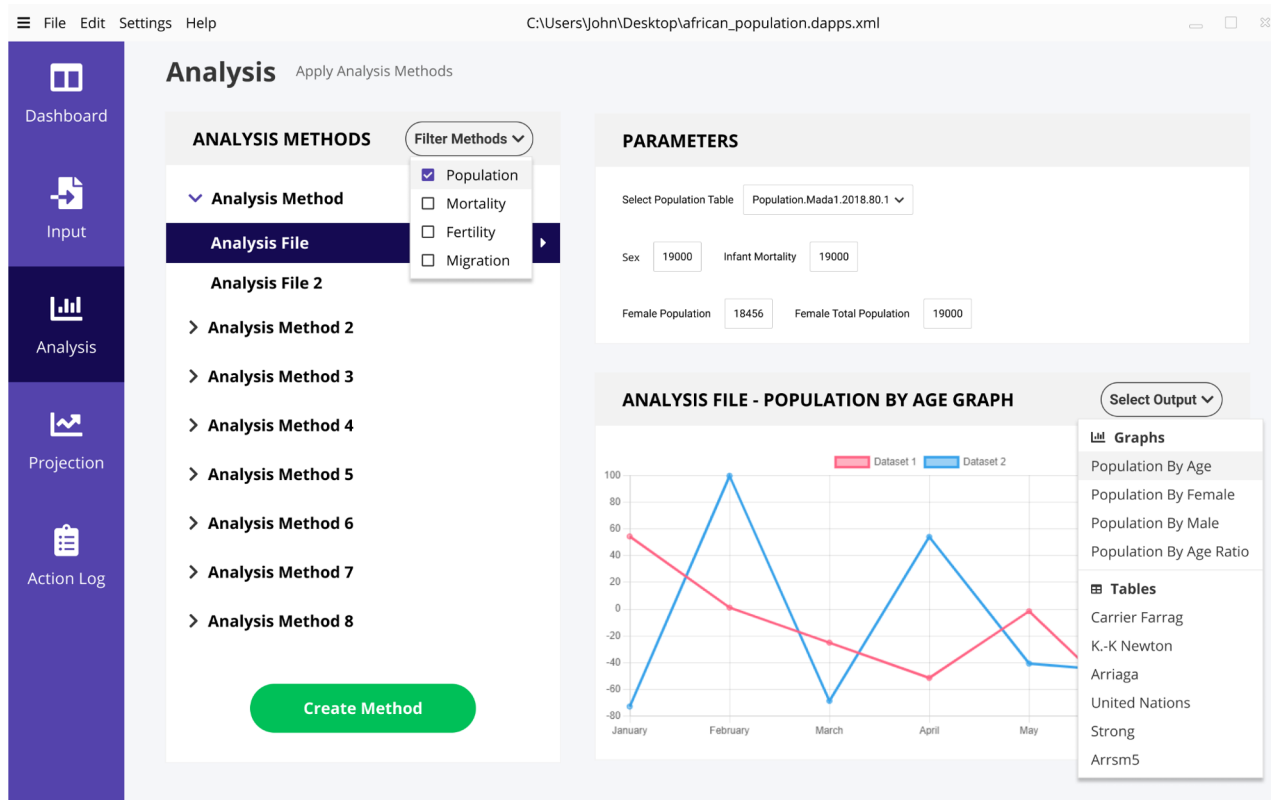 File Edit Settings Help
C:\Users\John\Desktop\african_population.dapps.xml
Dashboard
Input
Analysis
Projection
Action Log
Analysis Apply Analysis Methods
ANALYSIS METHODS
Filter Methods
Population
Mortality
Fertility
Migration
Analysis Method
Analysis File
Analysis File 2
Analysis Method 2
Analysis Method 3
Analysis Method 4
Analysis Method 5
Analysis Method 6
Analysis Method 7
Analysis Method 8
Create Method
PARAMETERS
Select Population Table Population.Mada1.2018.80.1
Sex 19000 Infant Mortality 19000
Female Population 18456 Female Total Population 19000
ANALYSIS FILE - POPULATION BY AGE GRAPH
Select Output
Graphs
Population By Age
Population By Female
Population By Male
Population By Age Ratio
Tables
Carrier Farrag
K.-K Newton
Arriaga
United Nations
Strong
Arrsm5
Dataset 1 Dataset 2
100
80
60
40
20
0
-20
-40
-60
-80
January February March April May